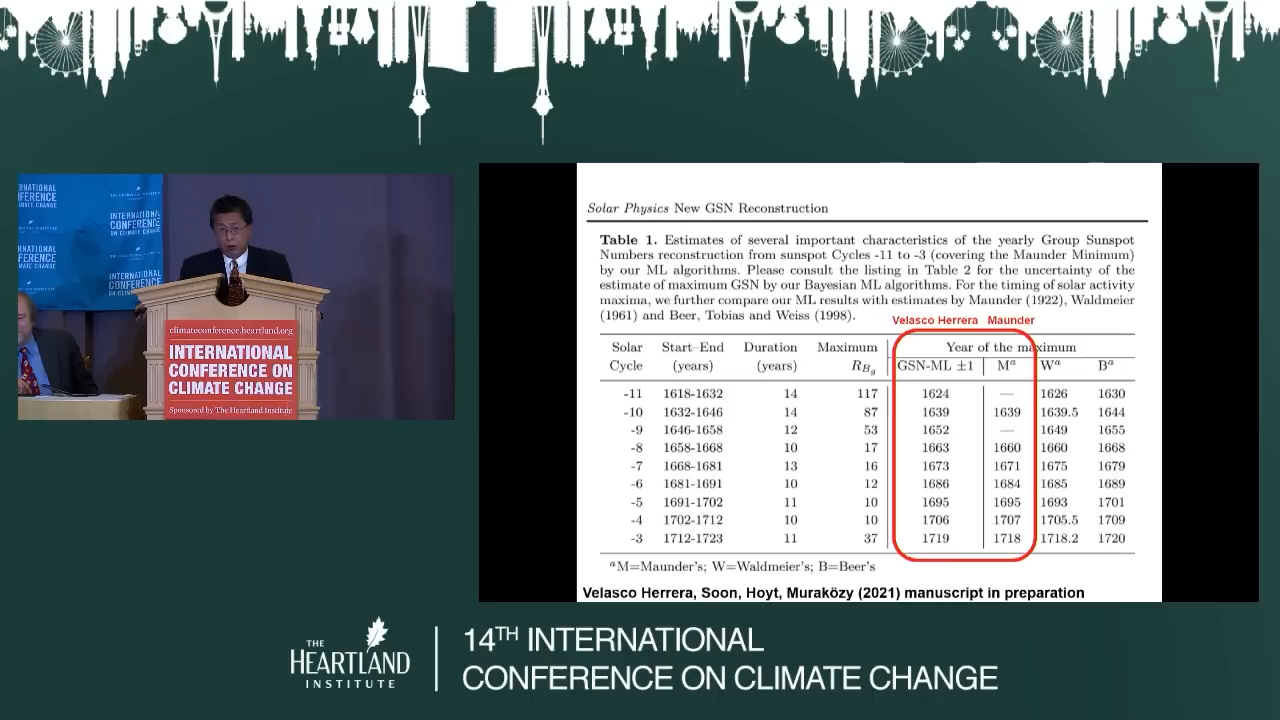 INTERNATIONAL
CONFERENCE
ON CLIMATE CHANGE
climateconference.heartland.org
INTERNATIONAL
CONFERENCE ON
CLIMATE CHANGE
Sponsored by The Heartland Institute
Solar Physics New GSN Reconstruction
Table 1. Estimates of several important characteristics of the yearly Group Sunspot
Numbers reconstruction from sunspot Cycles -11 to -3 (covering the Maunder Minimum)
by our ML algorithms. Please consult the listing in Table 2 for the uncertainty of the
estimate of maximum GSN by our Bayesian ML algorithms. For the timing of solar activity
maxima, we further compare our ML results with estimates by Maunder (1922), Waldmeier
(1961) and Beer, Tobias and Weiss (1998).
Velasco Herrera Maunder
Solar Start–End Duration Maximum Year of the maximum
Cycle (years) (years) RBg GSN-ML ±1 Mª Wª Bª
-11 1618-1632 14 117 1624 — 1626 1630
-10 1632-1646 14 87 1639 1639 1639.5 1644
-9 1646-1658 12 53 1652 — 1649 1655
-8 1658-1668 10 17 1663 1660 1660 1668
-7 1668-1681 13 16 1673 1671 1675 1679
-6 1681-1691 10 12 1686 1684 1685 1689
-5 1691-1702 11 10 1695 1695 1693 1701
-4 1702-1712 10 10 1706 1707 1705.5 1709
-3 1712-1723 11 37 1719 1718 1718.2 1720
ªM=Maunder's; W=Waldmeier's; B=Beer's
Velasco Herrera, Soon, Hoyt, Muraközy (2021) manuscript in preparation
THE
HEARTLAND
INSTITUTE
14TH INTERNATIONAL
CONFERENCE ON CLIMATE CHANGE